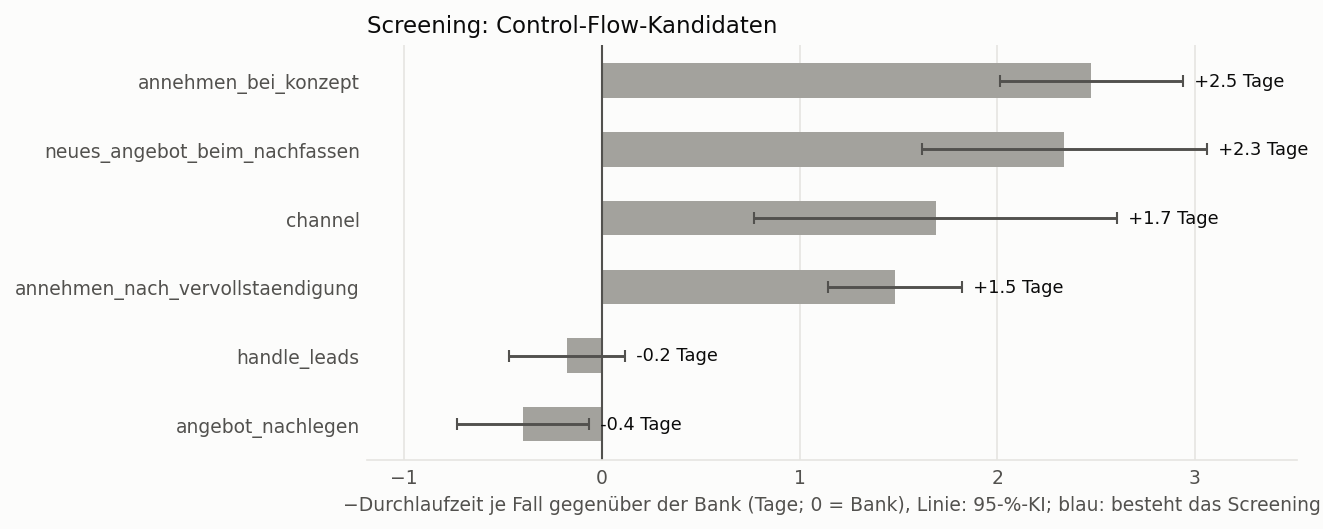 Screening: Control-Flow-Kandidaten
annehmen_bei_konzept
+2.5 Tage
neues_angebot_beim_nachfassen
+2.3 Tage
channel
+1.7 Tage
annehmen_nach_vervollstaendigung
+1.5 Tage
handle_leads
-0.2 Tage
angebot_nachlegen
-0.4 Tage
−1 0 1 2 3
−Durchlaufzeit je Fall gegenüber der Bank (Tage; 0 = Bank), Linie: 95-%-KI; blau: besteht das Screening